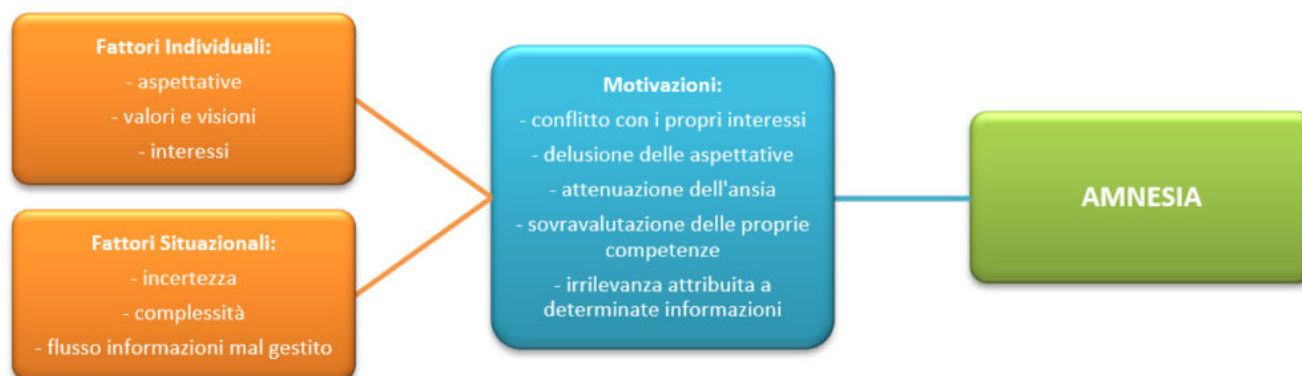 Fattori Individuali:
- aspettative
- valori e visioni
- interessi
Fattori Situazionali:
- incertezza
- complessità
- flusso informazioni mal gestito
Motivazioni:
- conflitto con i propri interessi
- delusione delle aspettative
- attenuazione dell'ansia
- sovravalutazione delle proprie
competenze
- irrilevanza attribuita a
determinate informazioni
AMNESIA